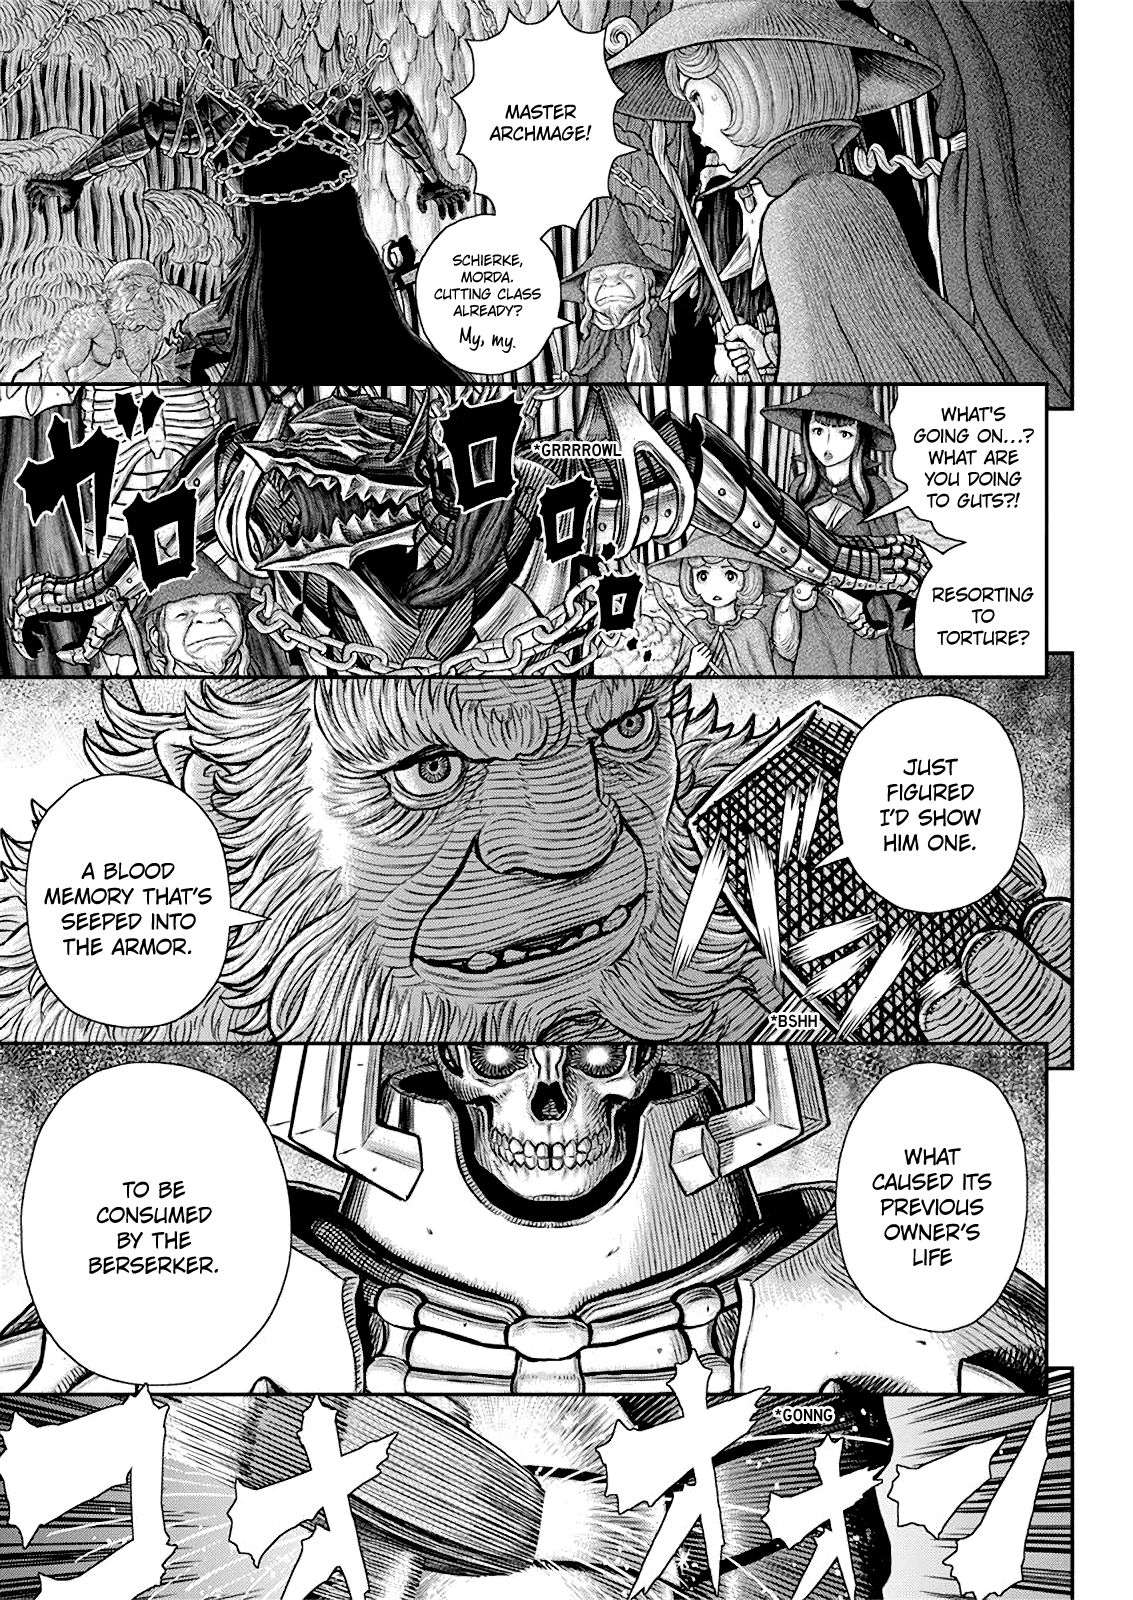 MASTER
ARCHMAGE!
SCHIERKE,
MORDA.
CUTTING CLASS
ALREADY?
My, my.
WHAT'S
GOING ON...?
WHAT ARE
YOU DOING
TO GUTS?!
RESORTING
TO
TORTURE?
*GRRRROWL
ガロロロ
JUST
FIGURED
I'D SHOW
HIM ONE.
*BSHH
A BLOOD
MEMORY THAT'S
SEEPED INTO
THE ARMOR.
WHAT
CAUSED ITS
PREVIOUS
OWNER'S
LIFE
TO BE
CONSUMED
BY THE
BERSERKER.
*GONNG